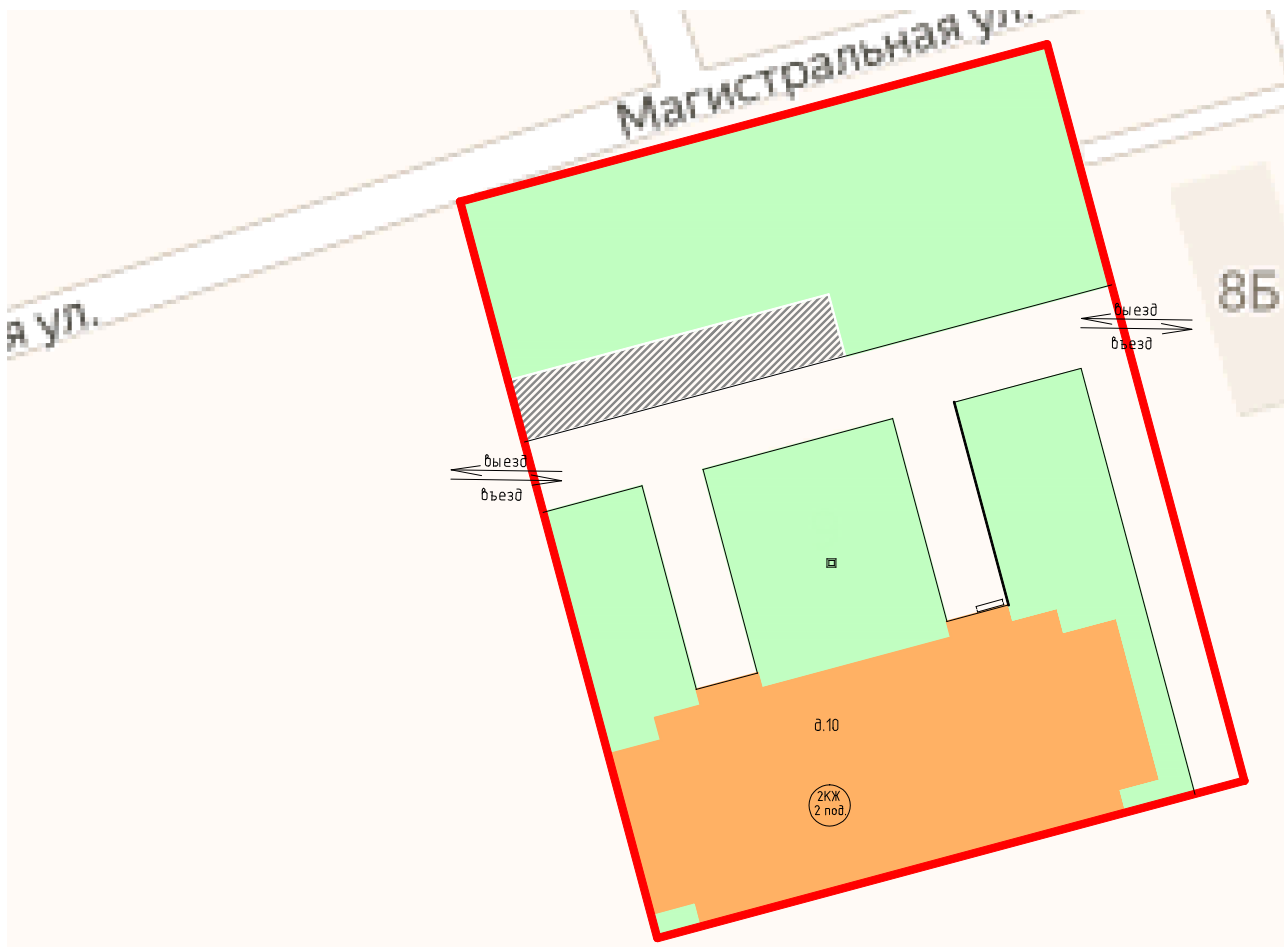 Магистральная ул.
я ул.
8Б
выезд
въезд
выезд
въезд
д.10
2КЖ
2 под.